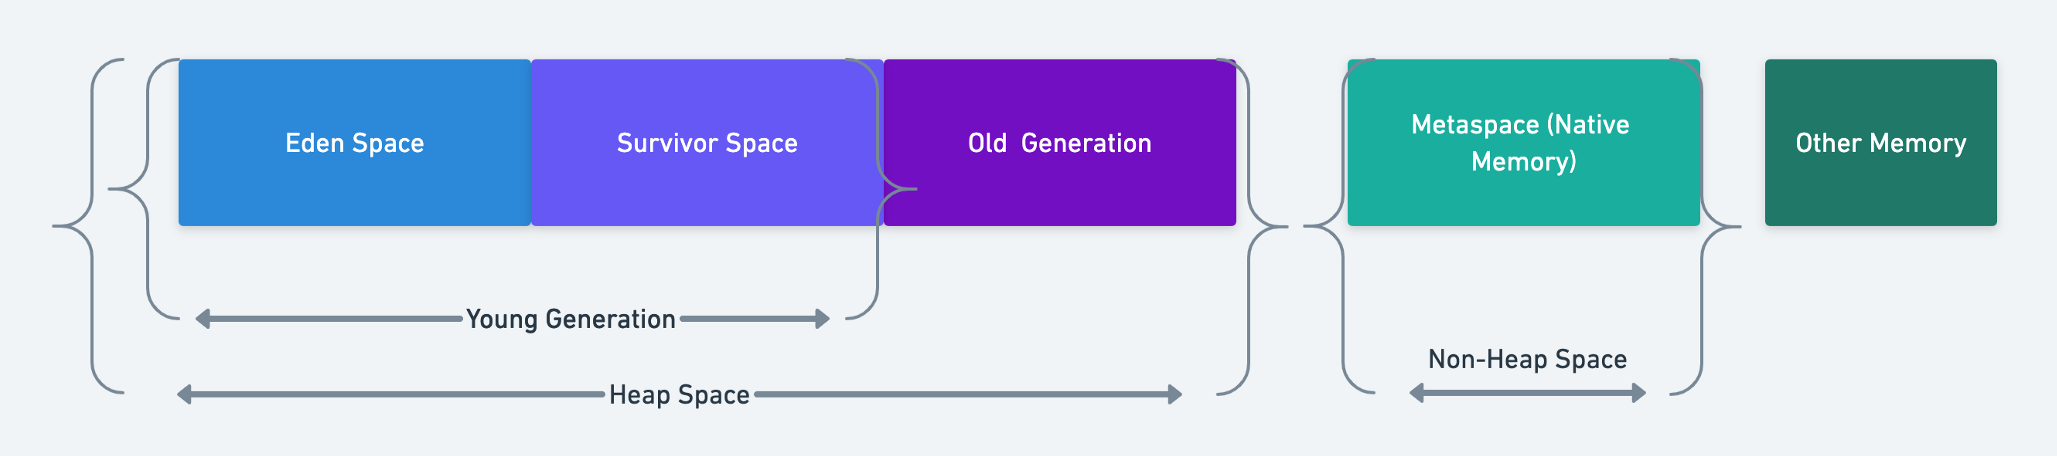 Eden Space
Survivor Space
Old  Generation
Metaspace (Native
Memory)
Other Memory
Young Generation
Non-Heap Space
Heap Space